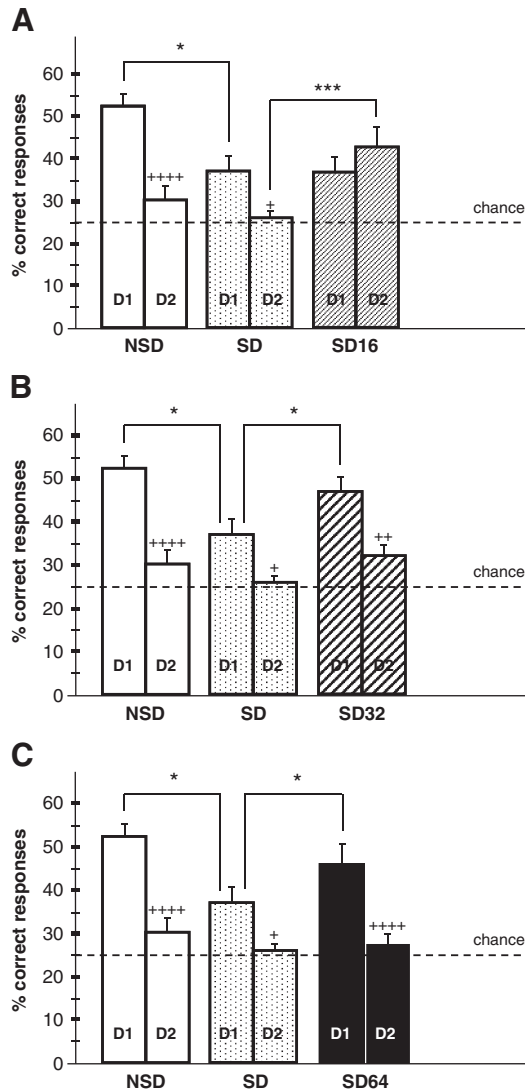 A
% correct responses
60
50
40
30
20
10
0
*
***
++++
+
chance
D1 D2 D1 D2 D1 D2
NSD SD SD16
B
% correct responses
60
50
40
30
20
10
0
* *
++++
+
++
chance
D1 D2 D1 D2 D1 D2
NSD SD SD32
C
% correct responses
60
50
40
30
20
10
0
* *
++++
+
++++
chance
D1 D2 D1 D2 D1 D2
NSD SD SD64